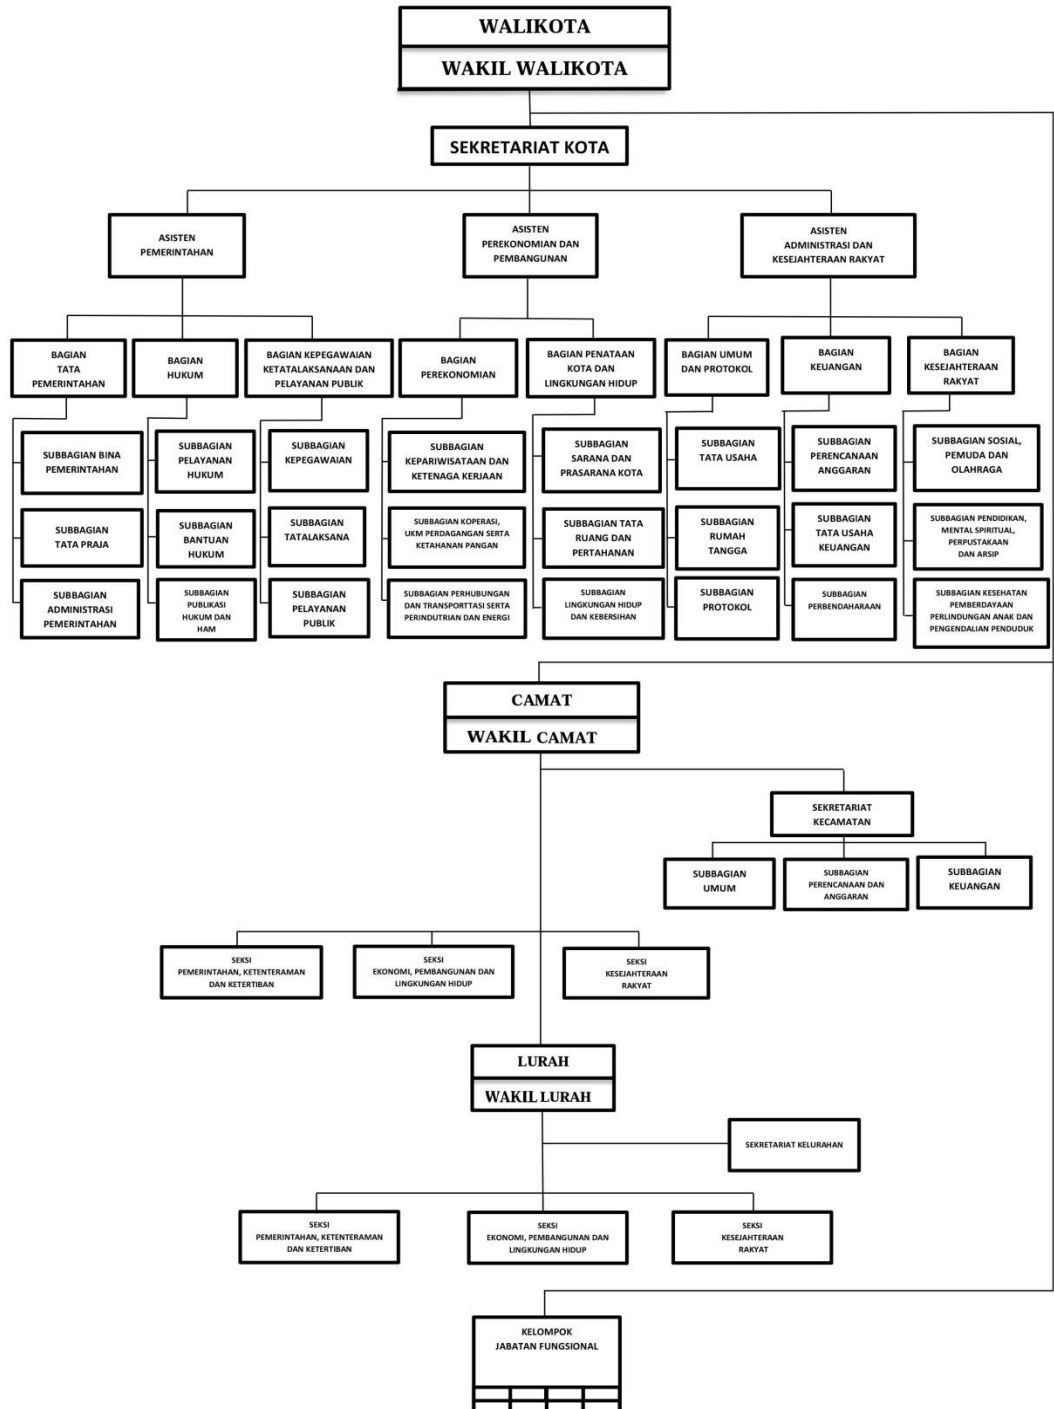 WALIKOTA
WAKIL WALIKOTA
SEKRETARIAT KOTA
ASISTEN
PEMERINTAHAN
ASISTEN
PEREKONOMIAN DAN
PEMBANGUNAN
ASISTEN
ADMINISTRASI DAN
KESEJAHTERAAN RAKYAT
BAGIAN
TATA
PEMERINTAHAN
BAGIAN
HUKUM
BAGIAN KEPEGAWAIAN
KETATALAKSANAAN DAN
PELAYANAN PUBLIK
BAGIAN
PEREKONOMIAN
BAGIAN PENATAAN
KOTA DAN
LINGKUNGAN HIDUP
BAGIAN UMUM
DAN PROTOKOL
BAGIAN
KEUANGAN
BAGIAN
KESEJAHTERAAN
RAKYAT
SUBBAGIAN BINA
PEMERINTAHAN
SUBBAGIAN
PELAYANAN
HUKUM
SUBBAGIAN
KEPEGAWAIAN
SUBBAGIAN
KEPARIWISATAAN DAN
KETENAGA KERJAAN
SUBBAGIAN
SARANA DAN
PRASARANA KOTA
SUBBAGIAN
TATA USAHA
SUBBAGIAN
PERENCANAAN
ANGGARAN
SUBBAGIAN SOSIAL,
PEMUDA DAN
OLAHRAGA
SUBBAGIAN
TATA PRAJA
SUBBAGIAN
BANTUAN
HUKUM
SUBBAGIAN
TATALAKSANA
SUBBAGIAN KOPERASI,
UKM PERDAGANGAN SERTA
KETAHANAN PANGAN
SUBBAGIAN TATA
RUANG DAN
PERTAHANAN
SUBBAGIAN
RUMAH
TANGGA
SUBBAGIAN
TATA USAHA
KEUANGAN
SUBBAGIAN PENDIDIKAN,
MENTAL SPIRITUAL,
PERPUSTAKAAN
DAN ARSIP
SUBBAGIAN
ADMINISTRASI
PEMERINTAHAN
SUBBAGIAN
PUBLIKASI
HUKUM DAN
HAM
SUBBAGIAN
PELAYANAN
PUBLIK
SUBBAGIAN PERHUBUNGAN
DAN TRANSPORTTASI SERTA
PERINDUTRIAN DAN ENERGI
SUBBAGIAN
LINGKUNGAN HIDUP
DAN KEBERSIHAN
SUBBAGIAN
PROTOKOL
SUBBAGIAN
PERBENDAHARAAN
SUBBAGIAN KESEHATAN
PEMBERDAYAAN
PERLINDUNGAN ANAK DAN
PENGENDALIAN PENDUDUK
CAMAT
WAKIL CAMAT
SEKRETARIAT
KECAMATAN
SUBBAGIAN
UMUM
SUBBAGIAN
PERENCANAAN DAN
ANGGARAN
SUBBAGIAN
KEUANGAN
SEKSI
PEMERINTAHAN, KETENTERAMAN
DAN KETERTIBAN
SEKSI
EKONOMI, PEMBANGUNAN DAN
LINGKUNGAN HIDUP
SEKSI
KESEJAHTERAAN
RAKYAT
LURAH
WAKIL LURAH
SEKRETARIAT KELURAHAN
SEKSI
PEMERINTAHAN, KETENTERAMAN
DAN KETERTIBAN
SEKSI
EKONOMI, PEMBANGUNAN DAN
LINGKUNGAN HIDUP
SEKSI
KESEJAHTERAAN
RAKYAT
KELOMPOK
JABATAN FUNGSIONAL